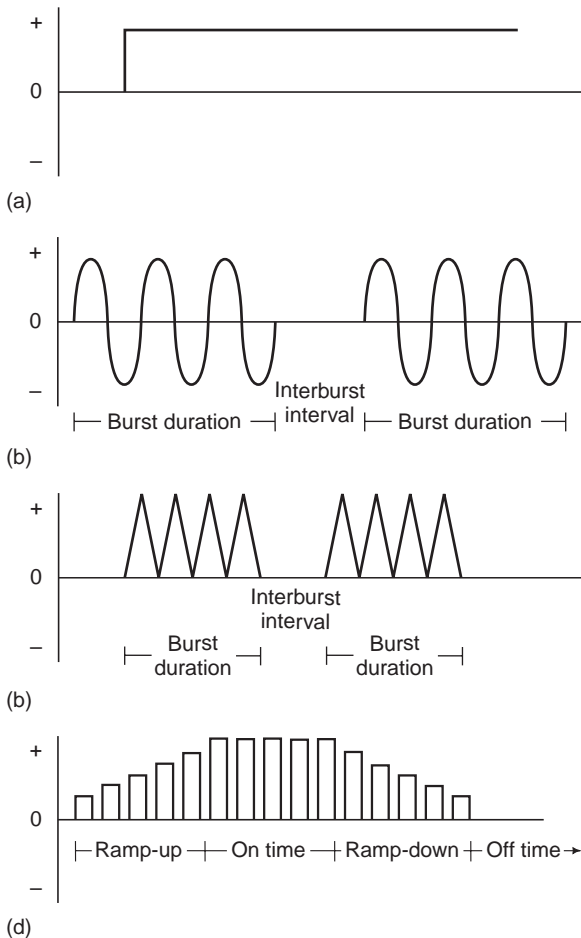 +
0
–
(a)
+
0
–
Interburst
interval
Burst duration
Burst duration
(b)
+
0
–
Interburst
interval
Burst
duration
Burst
duration
(b)
+
0
–
Ramp-up On time Ramp-down Off time
(d)